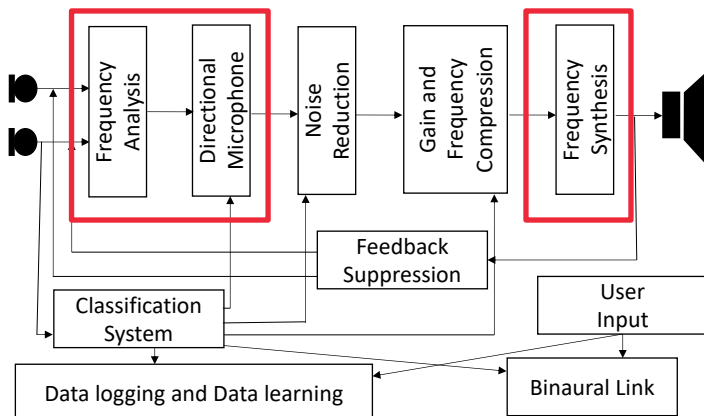 Frequency
Analysis
Directional
Microphone
Noise
Reduction
Gain and
Frequency
Compression
Frequency
Synthesis
Feedback
Suppression
Classification
System
User
Input
Data logging and Data learning
Binaural Link